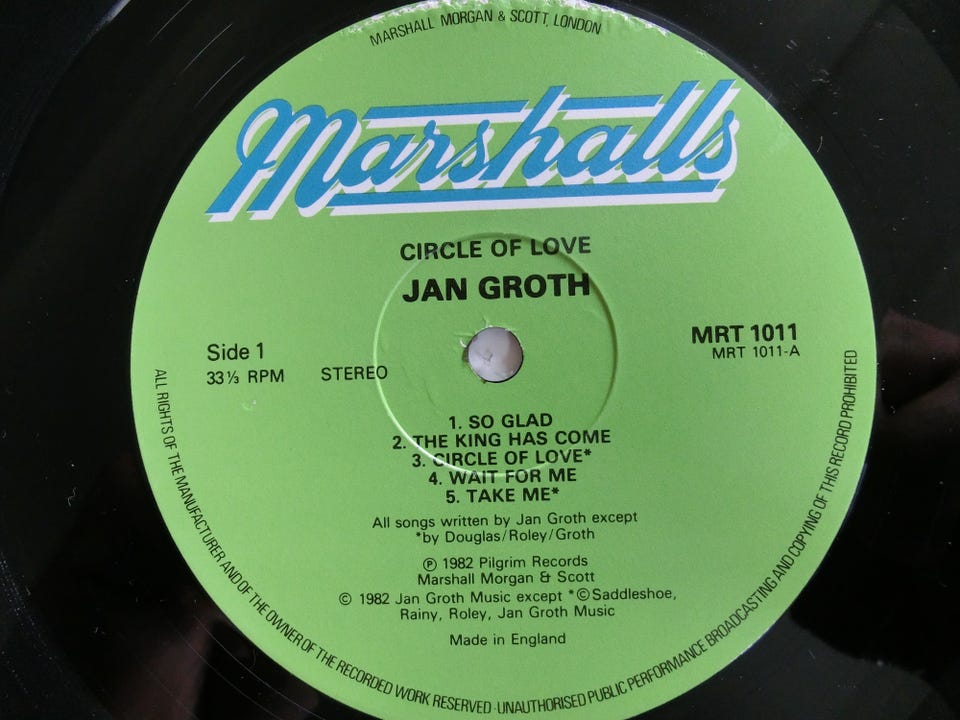 MARSHALL MORGAN & SCOTT, LONDON
Marshalls
CIRCLE OF LOVE
JAN GROTH
Side 1
33⅓ RPM STEREO
MRT 1011
MRT 1011-A
1. SO GLAD
2. THE KING HAS COME
3. CIRCLE OF LOVE*
4. WAIT FOR ME
5. TAKE ME*
All songs written by Jan Groth except
*by Douglas/Roley/Groth
℗ 1982 Pilgrim Records
Marshall Morgan & Scott
© 1982 Jan Groth Music except *©Saddleshoe,
Rainy, Roley, Jan Groth Music
Made in England
ALL RIGHTS OF THE MANUFACTURER AND OF THE OWNER OF THE RECORDED WORK RESERVED · UNAUTHORISED PUBLIC PERFORMANCE BROADCASTING AND COPYING OF THIS RECORD PROHIBITED